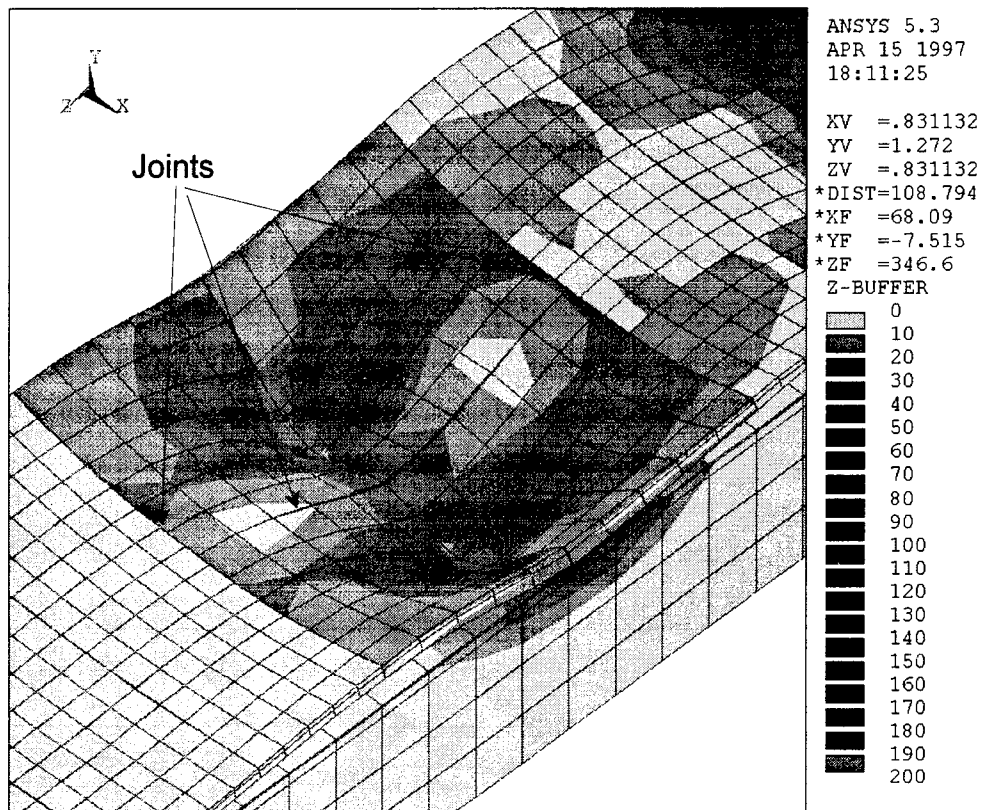 ANSYS 5.3
APR 15 1997
18:11:25
XV =.831132
YV =1.272
ZV =.831132
*DIST=108.794
*XF =68.09
*YF =-7.515
*ZF =346.6
Z-BUFFER
0
10
20
30
40
50
60
70
80
90
100
110
120
130
140
150
160
170
180
190
200
Y
Z X
Joints